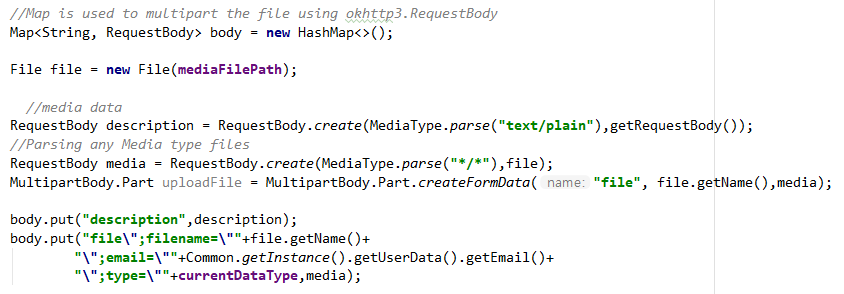 //Map is used to multipart the file using okhttp3.RequestBody
Map<String, RequestBody> body = new HashMap<>();
File file = new File(mediaFilePath);
//media data
RequestBody description = RequestBody.create(MediaType.parse("text/plain"),getRequestBody());
//Parsing any Media type files
RequestBody media = RequestBody.create(MediaType.parse("*/*"),file);
MultipartBody.Part uploadFile = MultipartBody.Part.createFormData( name: "file", file.getName(),media);
body.put("description",description);
body.put("file\";filename=\""+file.getName()+
"\";email=\""+Common.getInstance().getUserData().getEmail()+
"\";type=\""+currentDataType,media);